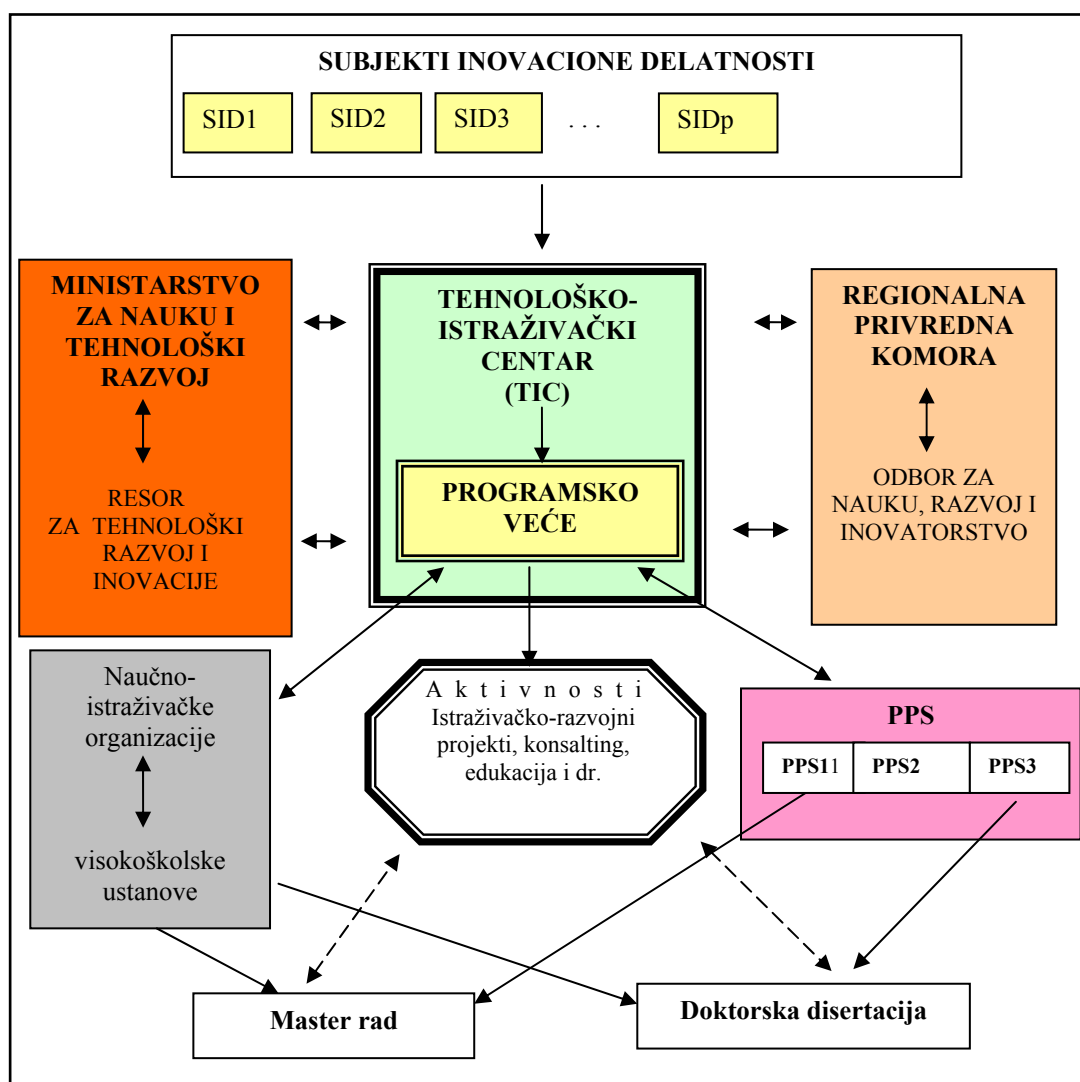 SUBJEKTI INOVACIONE DELATNOSTI
SID1 SID2 SID3 . . . SIDp
MINISTARSTVO
ZA NAUKU I
TEHNOLOŠKI
RAZVOJ
RESOR
ZA TEHNOLOŠKI
RAZVOJ I
INOVACIJE
TEHNOLOŠKO-
ISTRAŽIVAČKI
CENTAR
(TIC)
PROGRAMSKO
VEĆE
REGIONALNA
PRIVREDNA
KOMORA
ODBOR ZA
NAUKU, RAZVOJ I
INOVATORSTVO
Naučno-
istraživačke
organizacije
visokoškolske
ustanove
A k t i v n o s t i
Istraživačko-razvojni
projekti, konsalting,
edukacija i dr.
PPS
PPS11 PPS2 PPS3
Master rad
Doktorska disertacija